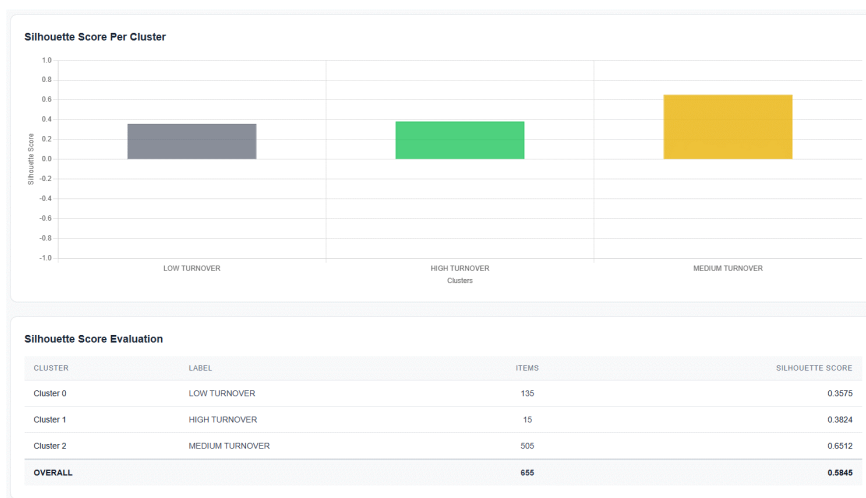 Silhouette Score Per Cluster
1.0
0.8
0.6
0.4
0.2
0.0
-0.2
-0.4
-0.6
-0.8
-1.0
Silhouette Score
LOW TURNOVER HIGH TURNOVER MEDIUM TURNOVER
Clusters
Silhouette Score Evaluation
CLUSTER LABEL ITEMS SILHOUETTE SCORE
Cluster 0 LOW TURNOVER 135 0.3575
Cluster 1 HIGH TURNOVER 15 0.3824
Cluster 2 MEDIUM TURNOVER 505 0.6512
OVERALL 655 0.5845